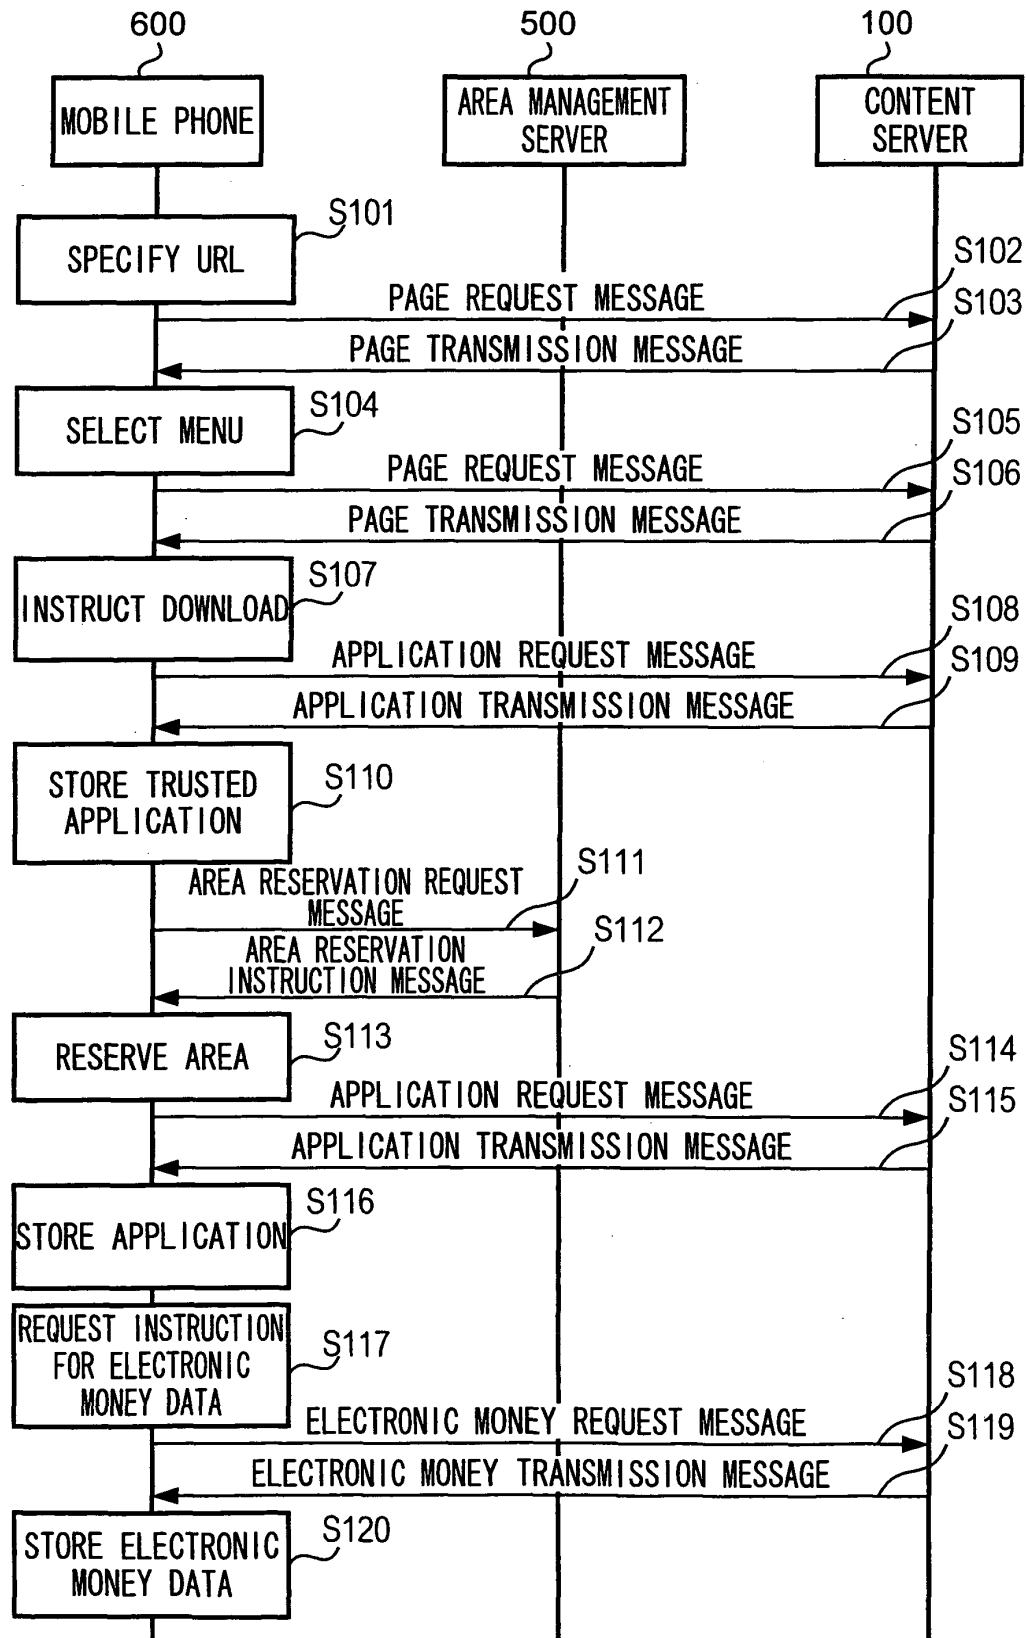 600
500
100
MOBILE PHONE
AREA MANAGEMENT
SERVER
CONTENT
SERVER
S101
SPECIFY URL
S102
PAGE REQUEST MESSAGE
S103
PAGE TRANSMISSION MESSAGE
S104
SELECT MENU
S105
PAGE REQUEST MESSAGE
S106
PAGE TRANSMISSION MESSAGE
S107
INSTRUCT DOWNLOAD
S108
APPLICATION REQUEST MESSAGE
S109
APPLICATION TRANSMISSION MESSAGE
S110
STORE TRUSTED
APPLICATION
S111
AREA RESERVATION REQUEST
MESSAGE
S112
AREA RESERVATION
INSTRUCTION MESSAGE
S113
RESERVE AREA
S114
APPLICATION REQUEST MESSAGE
S115
APPLICATION TRANSMISSION MESSAGE
S116
STORE APPLICATION
REQUEST INSTRUCTION
FOR ELECTRONIC
MONEY DATA
S117
S118
ELECTRONIC MONEY REQUEST MESSAGE
S119
ELECTRONIC MONEY TRANSMISSION MESSAGE
S120
STORE ELECTRONIC
MONEY DATA